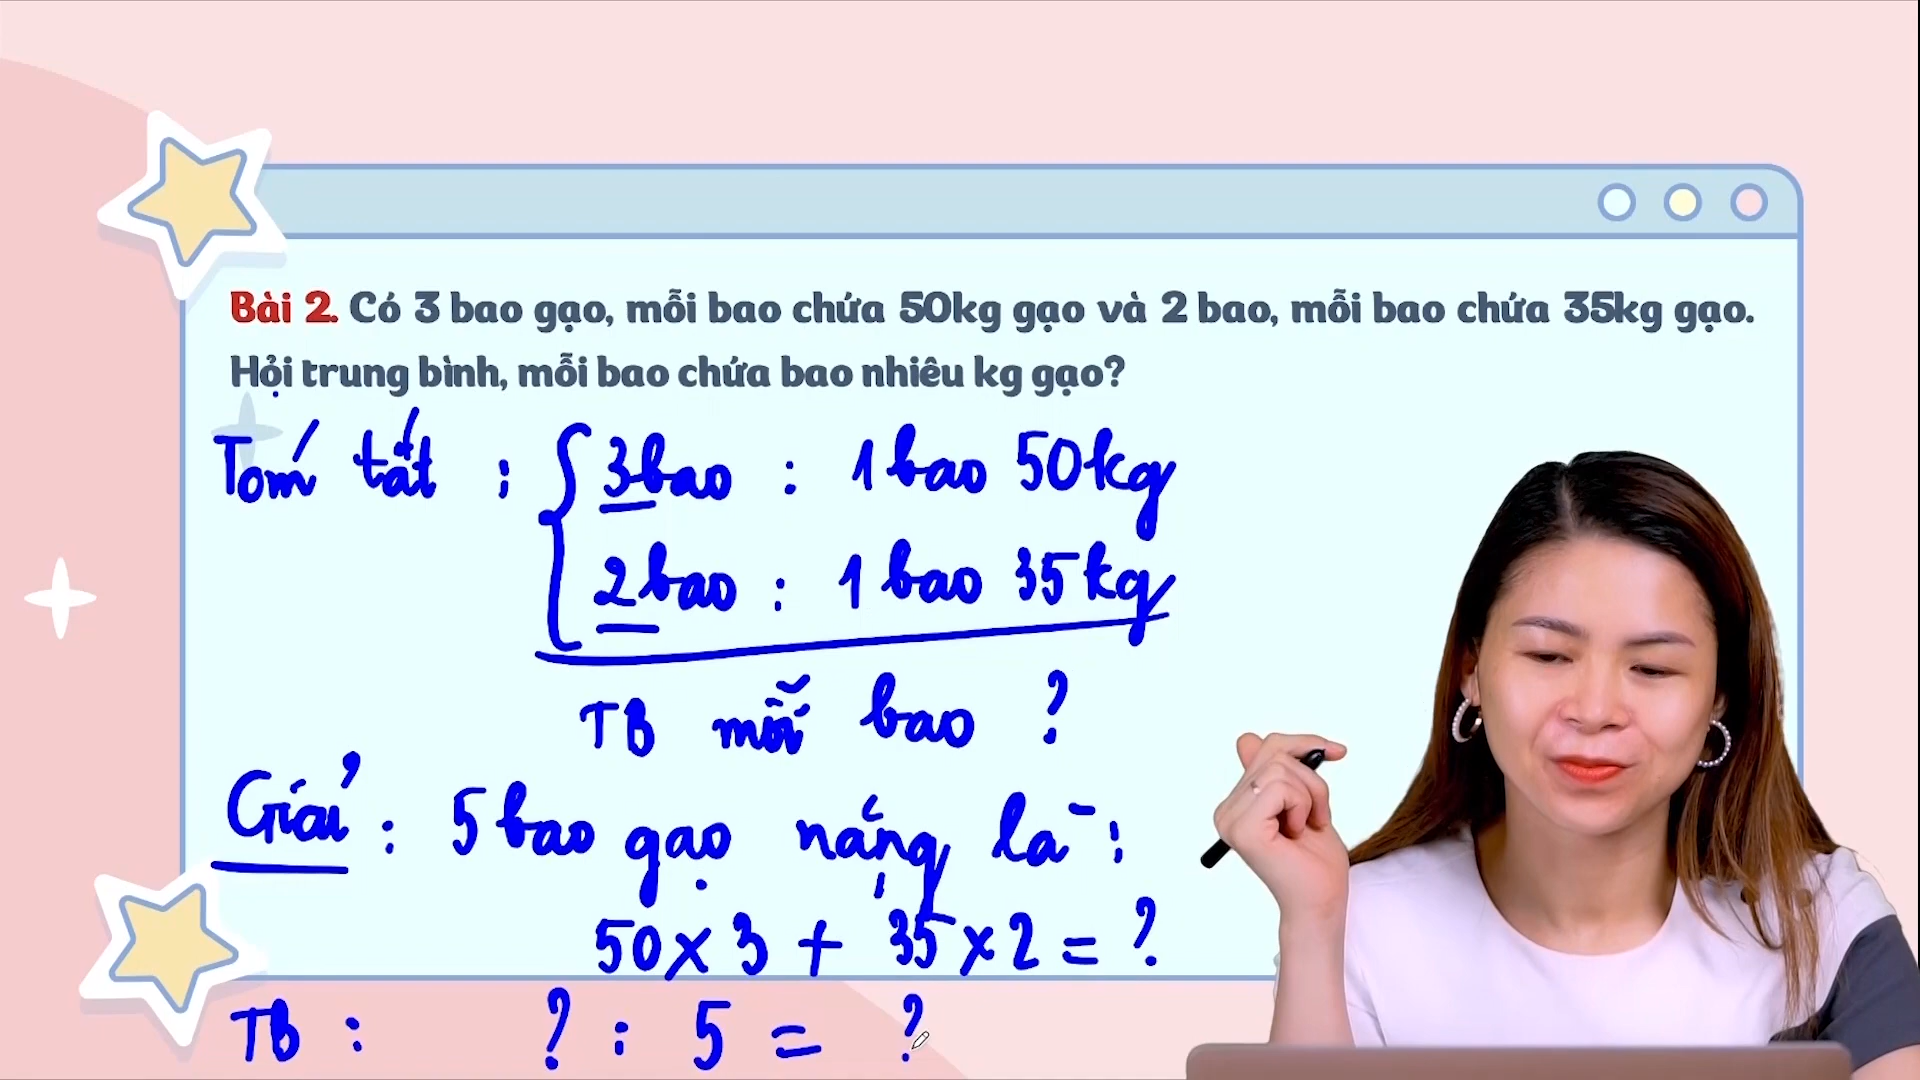 Bài 2. Có 3 bao gạo, mỗi bao chứa 50kg gạo và 2 bao, mỗi bao chứa 35kg gạo.
Hỏi trung bình, mỗi bao chứa bao nhiêu kg gạo?
Tóm tắt : { 3 bao : 1 bao 50kg
2 bao : 1 bao 35kg
TB mỗi bao ?
Giải : 5 bao gạo nặng là :
50 x 3 + 35 x 2 = ?
TB : ? : 5 = ?